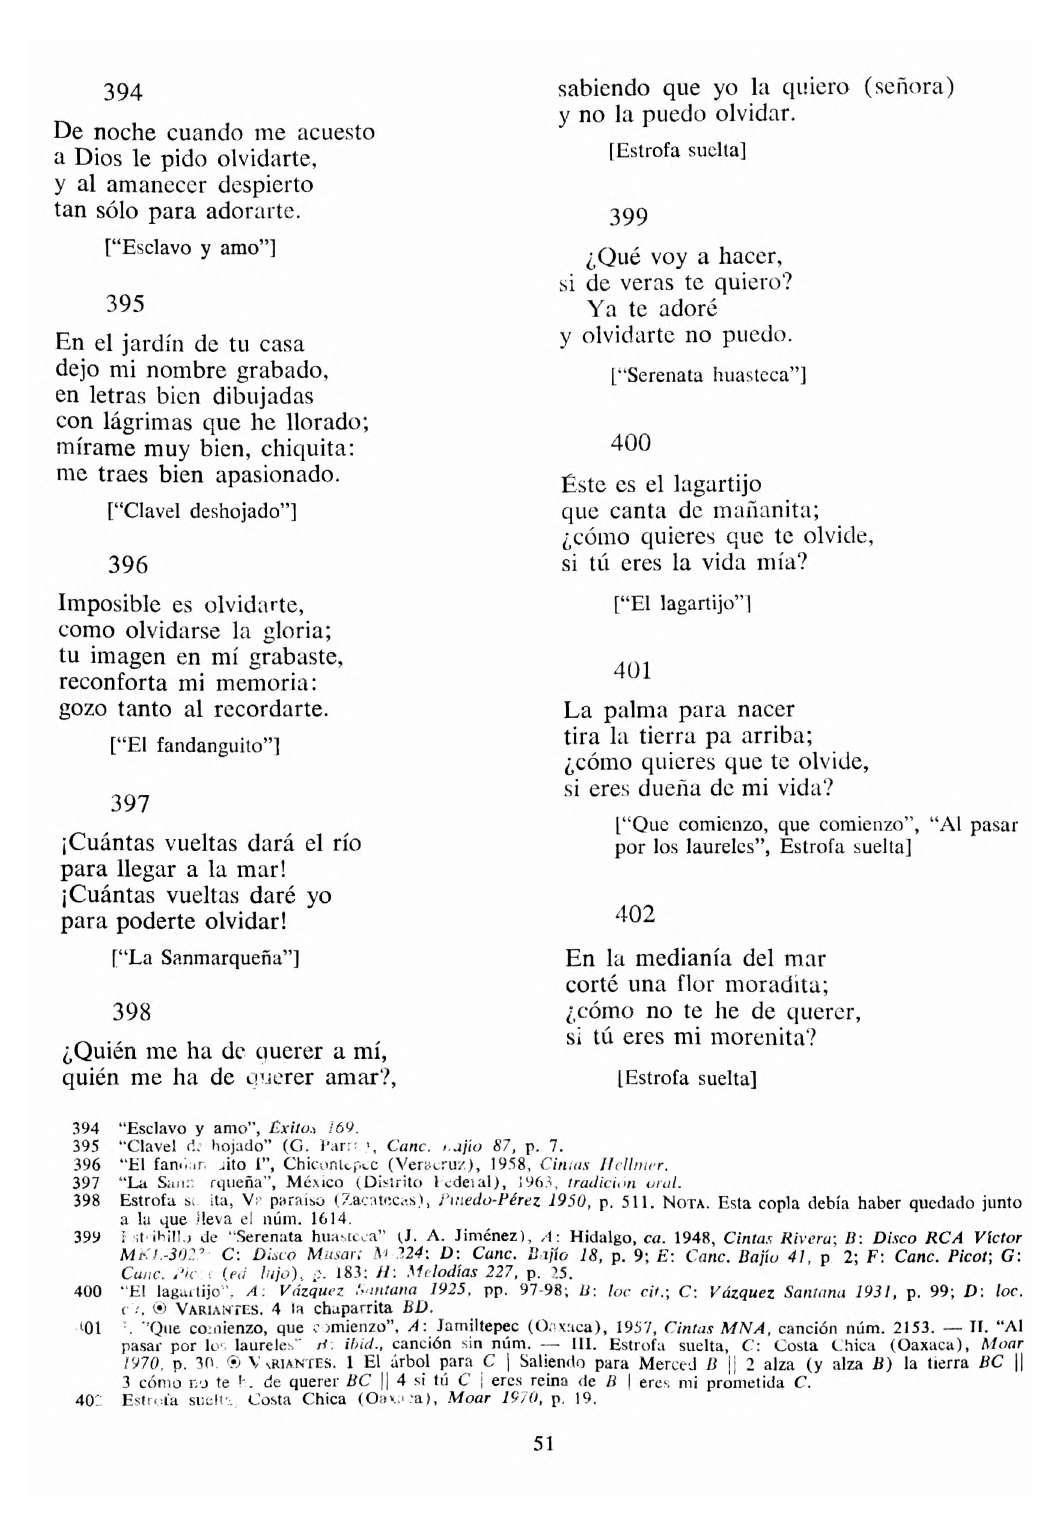 394
De noche cuando me acuesto
a Dios le pido olvidarte,
y al amanecer despierto
tan sólo para adorarte.
[“Esclavo y amo”]
395
En el jardín de tu casa
dejo mi nombre grabado,
en letras bien dibujadas
con lágrimas que he llorado;
mírame muy bien, chiquita:
me traes bien apasionado.
[“Clavel deshojado”]
396
Imposible es olvidarte,
como olvidarse la gloria;
tu imagen en mí grabaste,
reconforta mi memoria:
gozo tanto al recordarte.
[“El fandanguito”]
397
¡Cuántas vueltas dará el río
para llegar a la mar!
¡Cuántas vueltas daré yo
para poderte olvidar!
[“La Sanmarqueña”]
398
¿Quién me ha de querer a mí,
quién me ha de querer amar?,
sabiendo que yo la quiero (señora)
y no la puedo olvidar.
[Estrofa suelta]
399
¿Qué voy a hacer,
si de veras te quiero?
Ya te adoré
y olvidarte no puedo.
[“Serenata huasteca”]
400
Éste es el lagartijo
que canta de mañanita;
¿cómo quieres que te olvide,
si tú eres la vida mía?
[“El lagartijo”]
401
La palma para nacer
tira la tierra pa arriba;
¿cómo quieres que te olvide,
si eres dueña de mi vida?
[“Que comienzo, que comienzo”, “Al pasar
por los laureles”, Estrofa suelta]
402
En la medianía del mar
corté una flor moradita;
¿cómo no te he de querer,
si tú eres mi morenita?
[Estrofa suelta]
394 “Esclavo y amo”, Éxitos 169.
395 “Clavel hojado” (G. Canc. 87, p. 7.
396 “El I”, Chicontepec (Veracruz), 1958, Cintas Hellmer.
397 “La rqueña”, México (Distrito Federal), 1963, tradición oral.
398 Estrofa (Zacatecas), Pinedo-Pérez 1950, p. 511. NOTA. Esta copla debía haber quedado junto
a la que lleva el núm. 1614.
399 de “Serenata huasteca” (J. A. Jiménez), A: Hidalgo, ca. 1948, Cintas Rivera; B: Disco RCA Víctor
C: Disco Musart D: Canc. Bajío 18, p. 9; E: Canc. Bajío 41, p 2; F: Canc. Picot; G:
Canc. lujo), p. 183; H: Melodías 227, p. 25.
400 “El lagartijo”, A: Vázquez Santana 1925, pp. 97-98; B: loc cit.; C: Vázquez Santana 1931, p. 99; D: loc.
⦿ VARIANTES. 4 la chaparrita BD.
401 “Que comienzo, que comienzo”, A: Jamiltepec (Oaxaca), 1957, Cintas MNA, canción núm. 2153. — II. “Al
pasar por los laureles” B: ibid., canción sin núm. — III. Estrofa suelta, C: Costa Chica (Oaxaca), Moar
1970, p. 30. ⦿ VARIANTES. 1 El árbol para C | Saliendo para Merced B || 2 alza (y alza B) la tierra BC ||
3 cómo no te de querer BC || 4 si tú C | eres reina de B | eres mi prometida C.
402 Estrofa suelta, Costa Chica (Oaxaca), Moar 1970, p. 19.
51